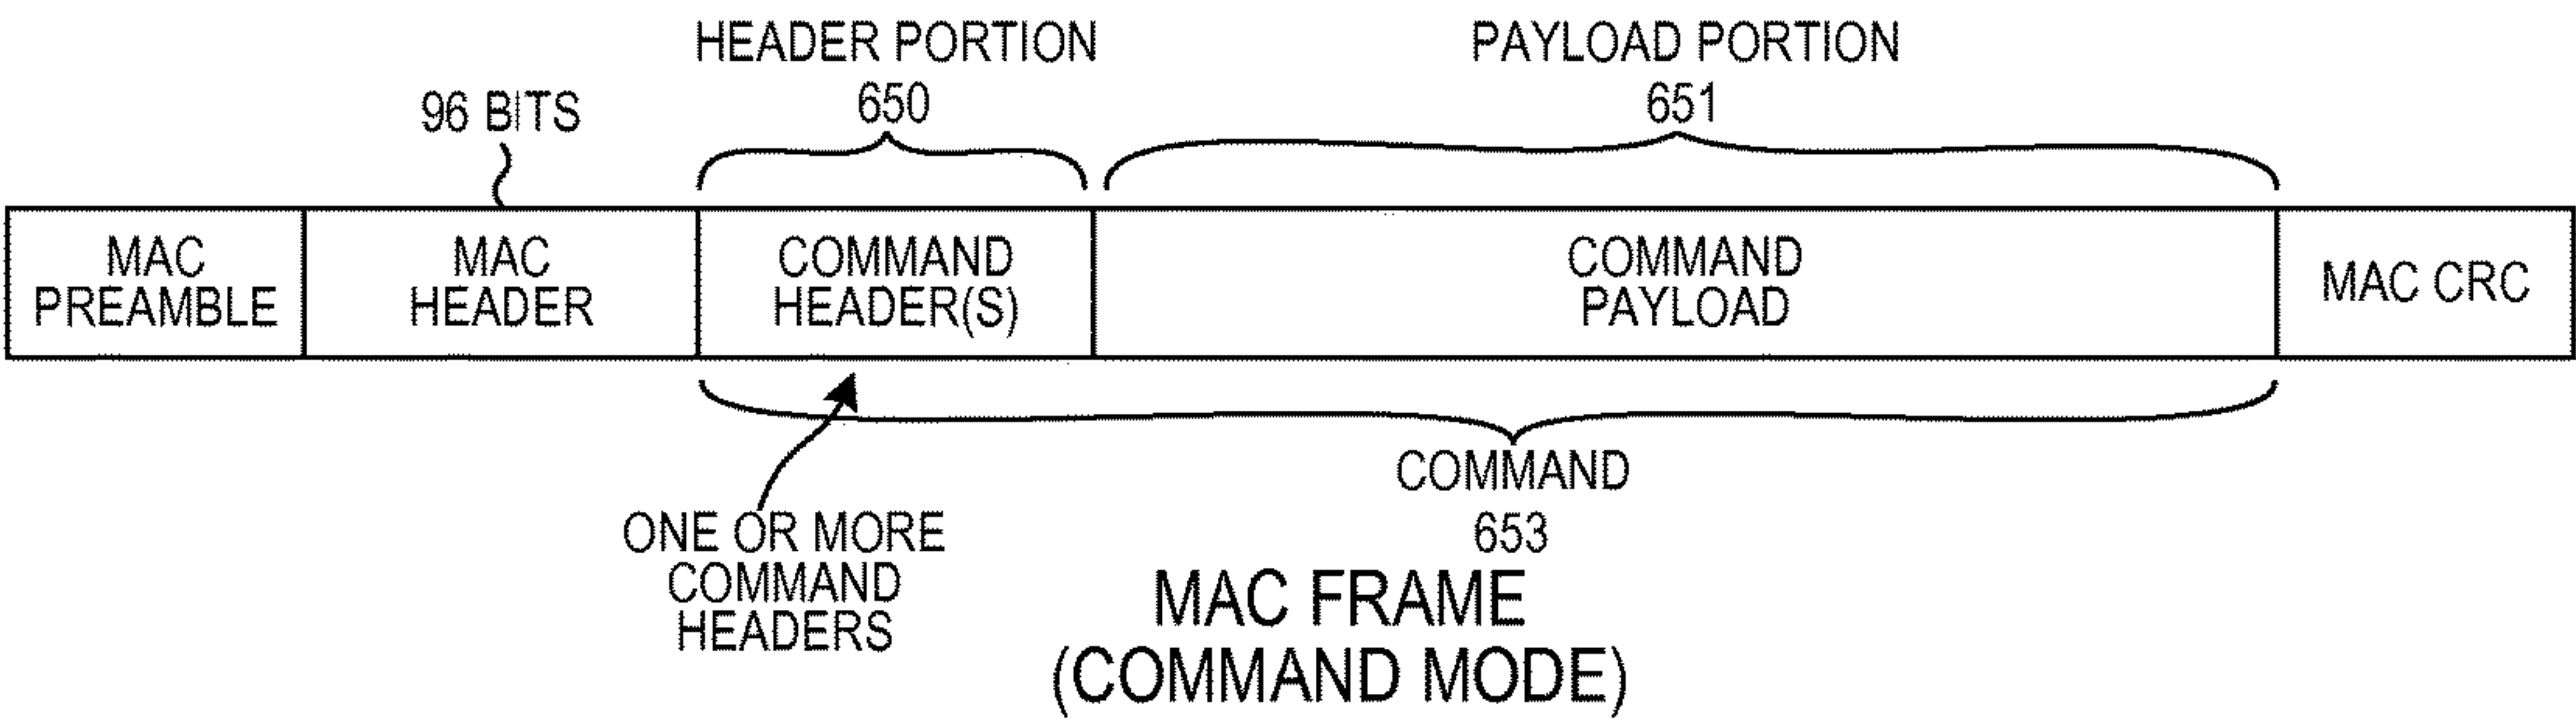 HEADER PORTION
650
PAYLOAD PORTION
651
96 BITS
MAC
PREAMBLE
MAC
HEADER
COMMAND
HEADER(S)
COMMAND
PAYLOAD
MAC CRC
ONE OR MORE
COMMAND
HEADERS
COMMAND
653
MAC FRAME
(COMMAND MODE)